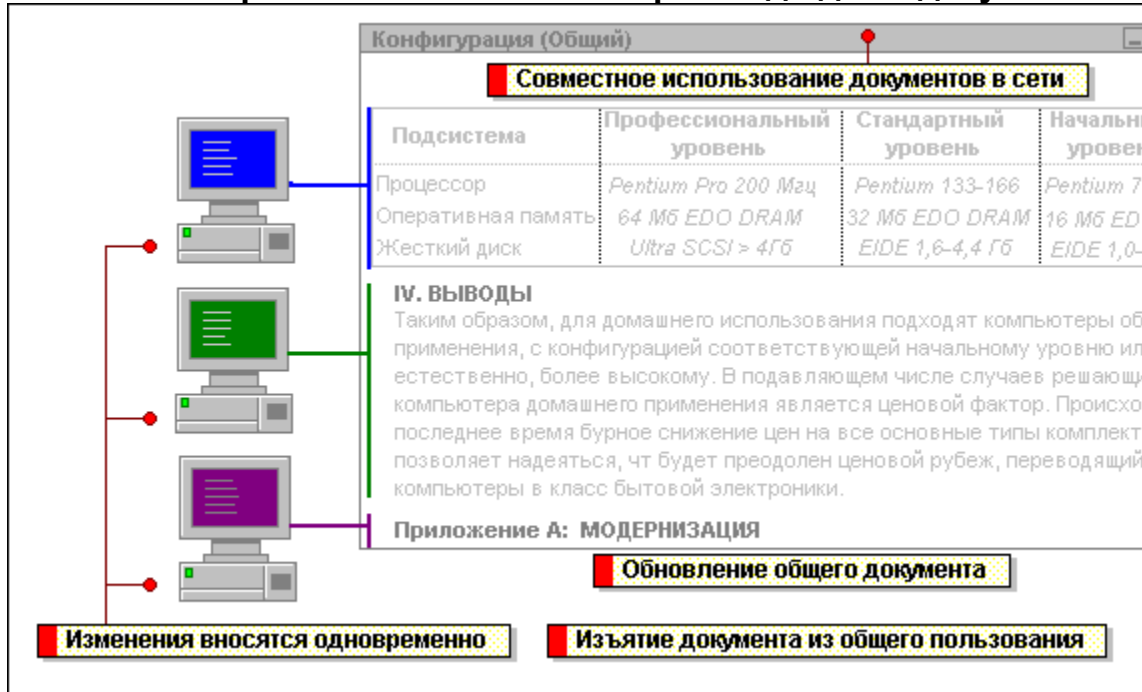 Конфигурация (Общий)
Совместное использование документов в сети
Подсистема Профессиональный уровень Стандартный уровень
Процессор Pentium Pro 200 Мгц Pentium 133-166 Pentium
Оперативная память 64 Мб EDO DRAM 32 Мб EDO DRAM 16 Мб
Жесткий диск Ultra SCSI > 4Гб EIDE 1,6-4,4 Гб EIDE
IV. ВЫВОДЫ
Таким образом, для домашнего использования подходят компьютеры
применения, с конфигурацией соответствующей начальному уровню
естественно, более высокому. В подавляющем числе случаев
компьютера домашнего применения является ценовой фактор.
последнее время бурное снижение цен на все основные типы
позволяет надеяться, чт будет преодолен ценовой рубеж, переводящий
компьютеры в класс бытовой электроники.
Приложение А: МОДЕРНИЗАЦИЯ
Обновление общего документа
Изменения вносятся одновременно
Изъятие документа из общего пользования